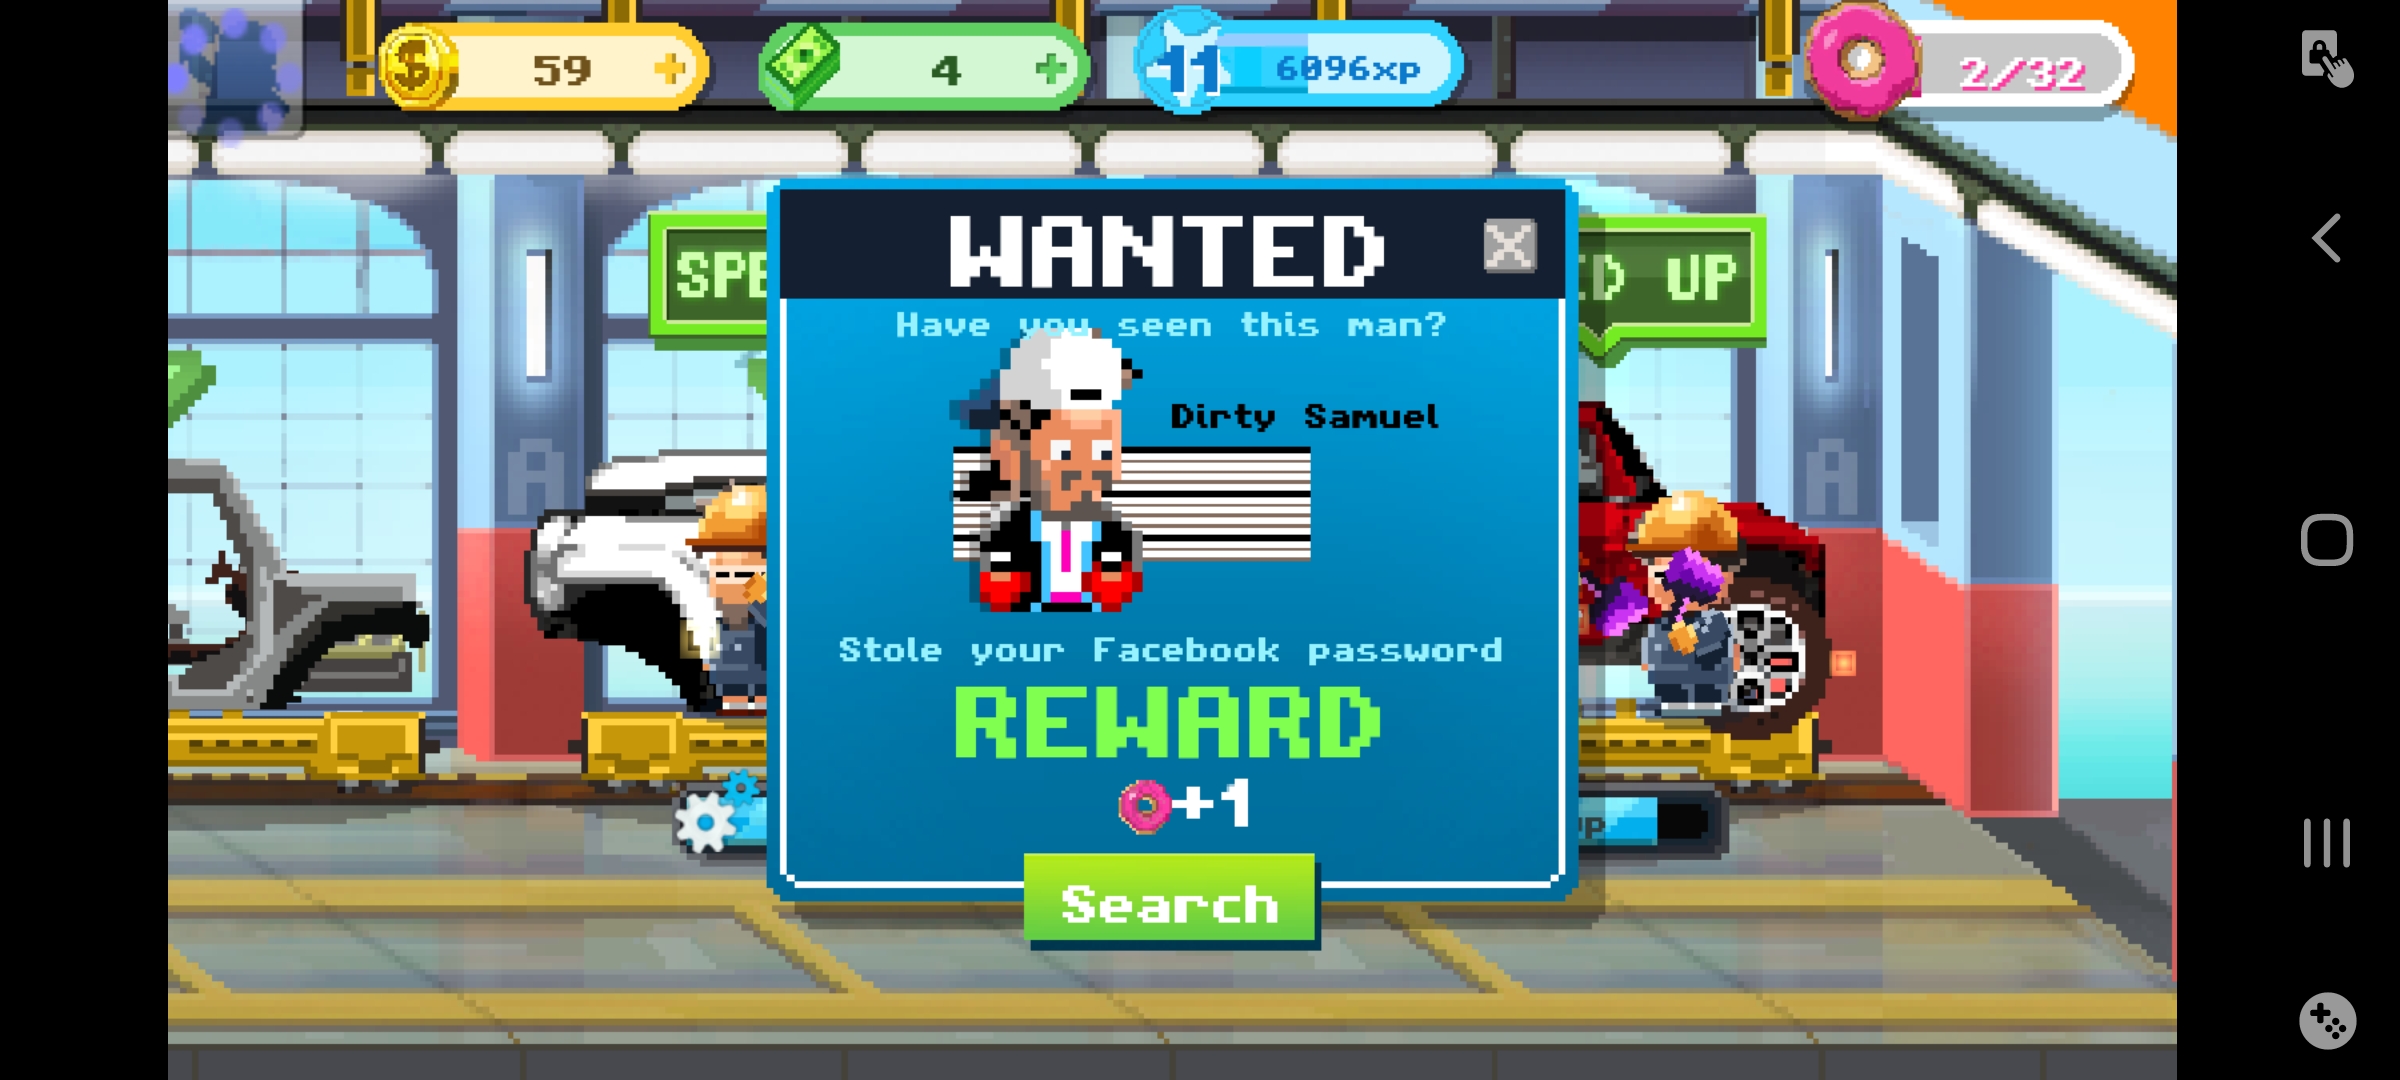 59
4
11
6096xp
2/32
WANTED
Have you seen this man?
SPE
ED UP
Dirty Samuel
A
A
Stole your Facebook password
REWARD
+1
UP
Search